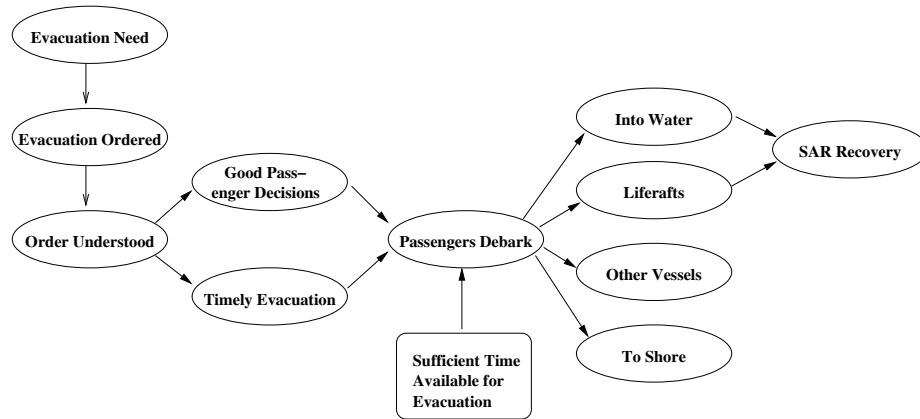 Evacuation Need
Evacuation Ordered
Order Understood
Good Pass–
enger Decisions
Timely Evacuation
Passengers Debark
Sufficient Time
Available for
Evacuation
Into Water
Liferafts
Other Vessels
To Shore
SAR Recovery